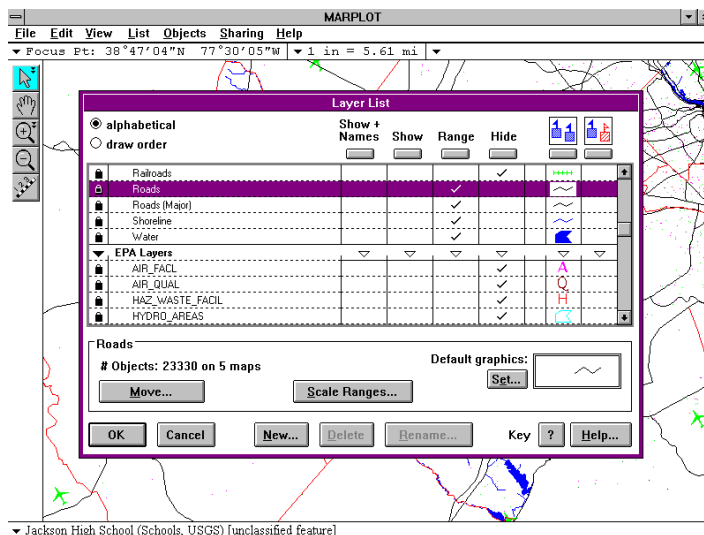 MARPLOT
File Edit View List Objects Sharing Help
Focus Pt: 38°47'04"N 77°30'05"W 1 in = 5.61 mi
Layer List
alphabetical
draw order
Show + Names Show Range Hide
Railroads
Roads
Roads (Major)
Shoreline
Water
EPA Layers
AIR_FACL A
AIR_QUAL Q
HAZ_WASTE_FACIL H
HYDRO_AREAS
Roads
# Objects: 23330 on 5 maps
Default graphics:
Set...
Move... Scale Ranges...
OK Cancel New... Delete Rename... Key ? Help...
Jackson High School (Schools, USGS) [unclassified feature]